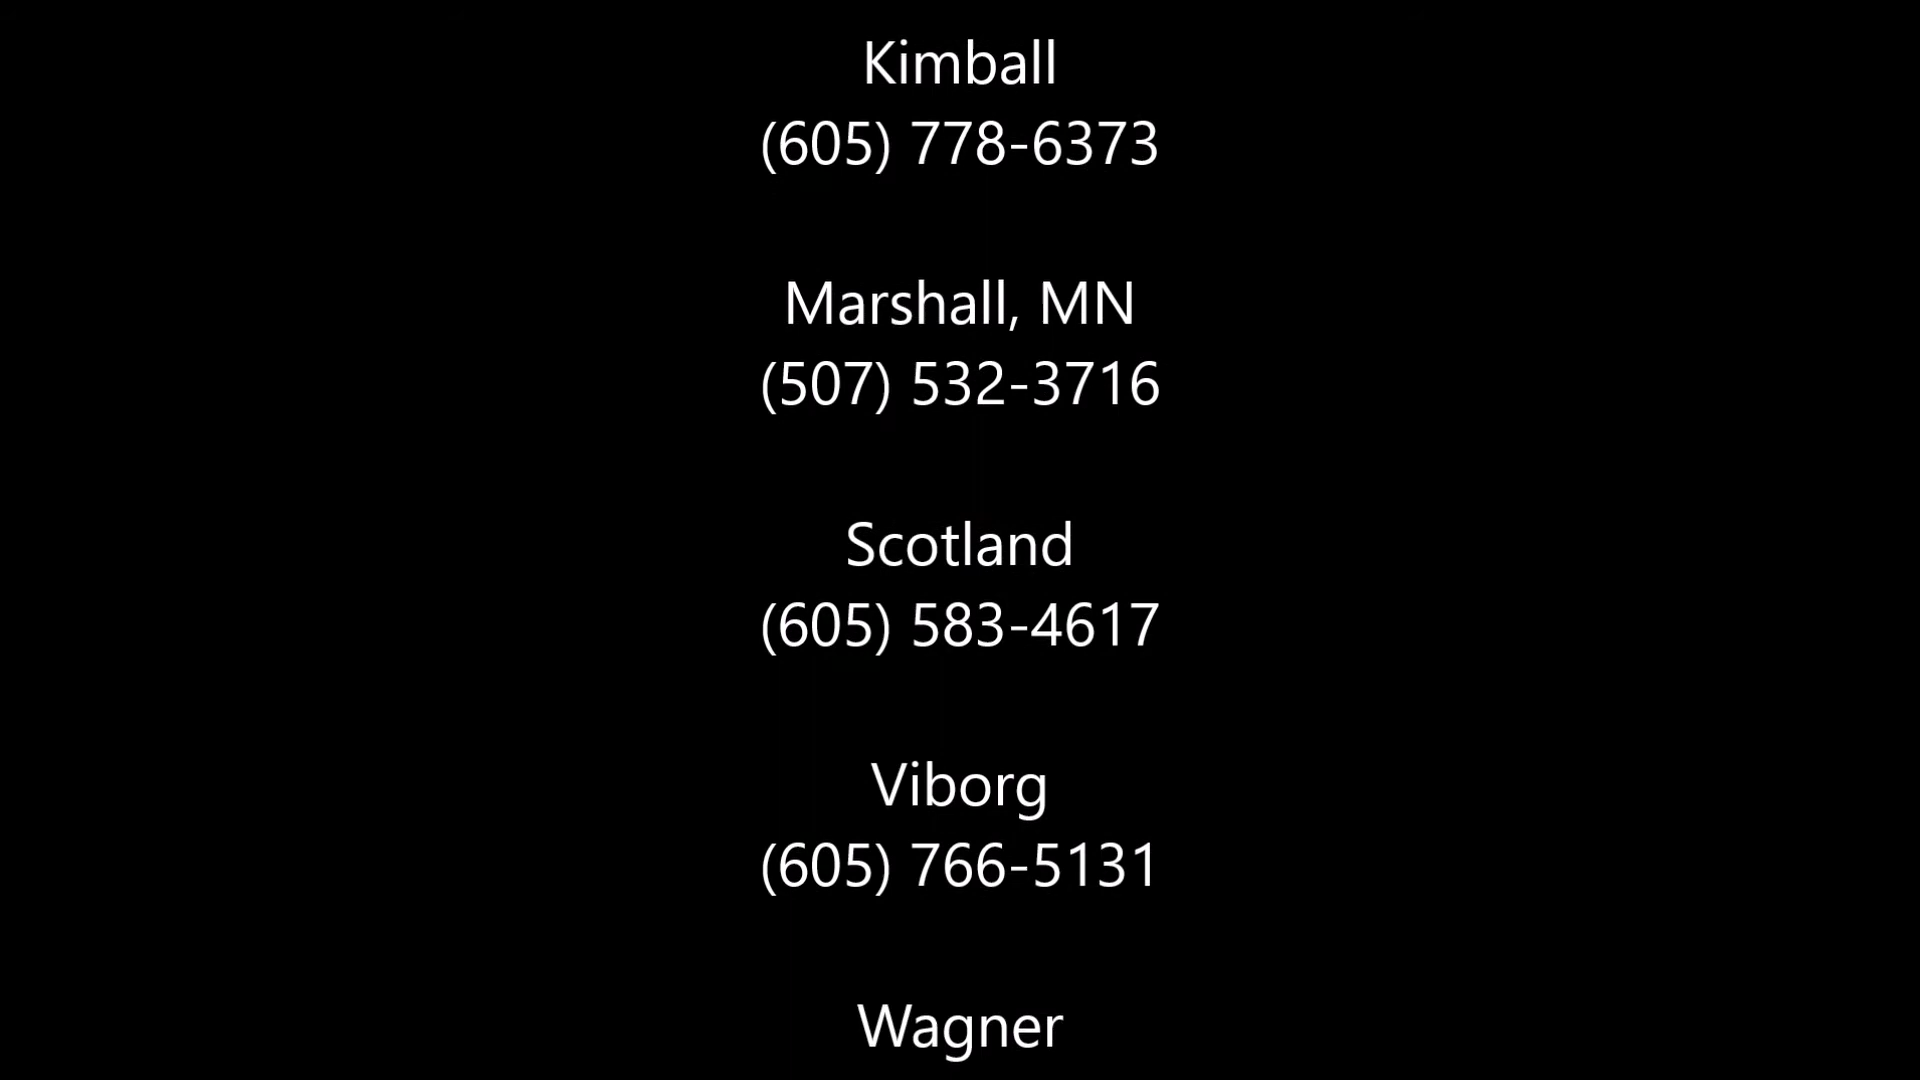 Kimball
(605) 778-6373
Marshall, MN
(507) 532-3716
Scotland
(605) 583-4617
Viborg
(605) 766-5131
Wagner